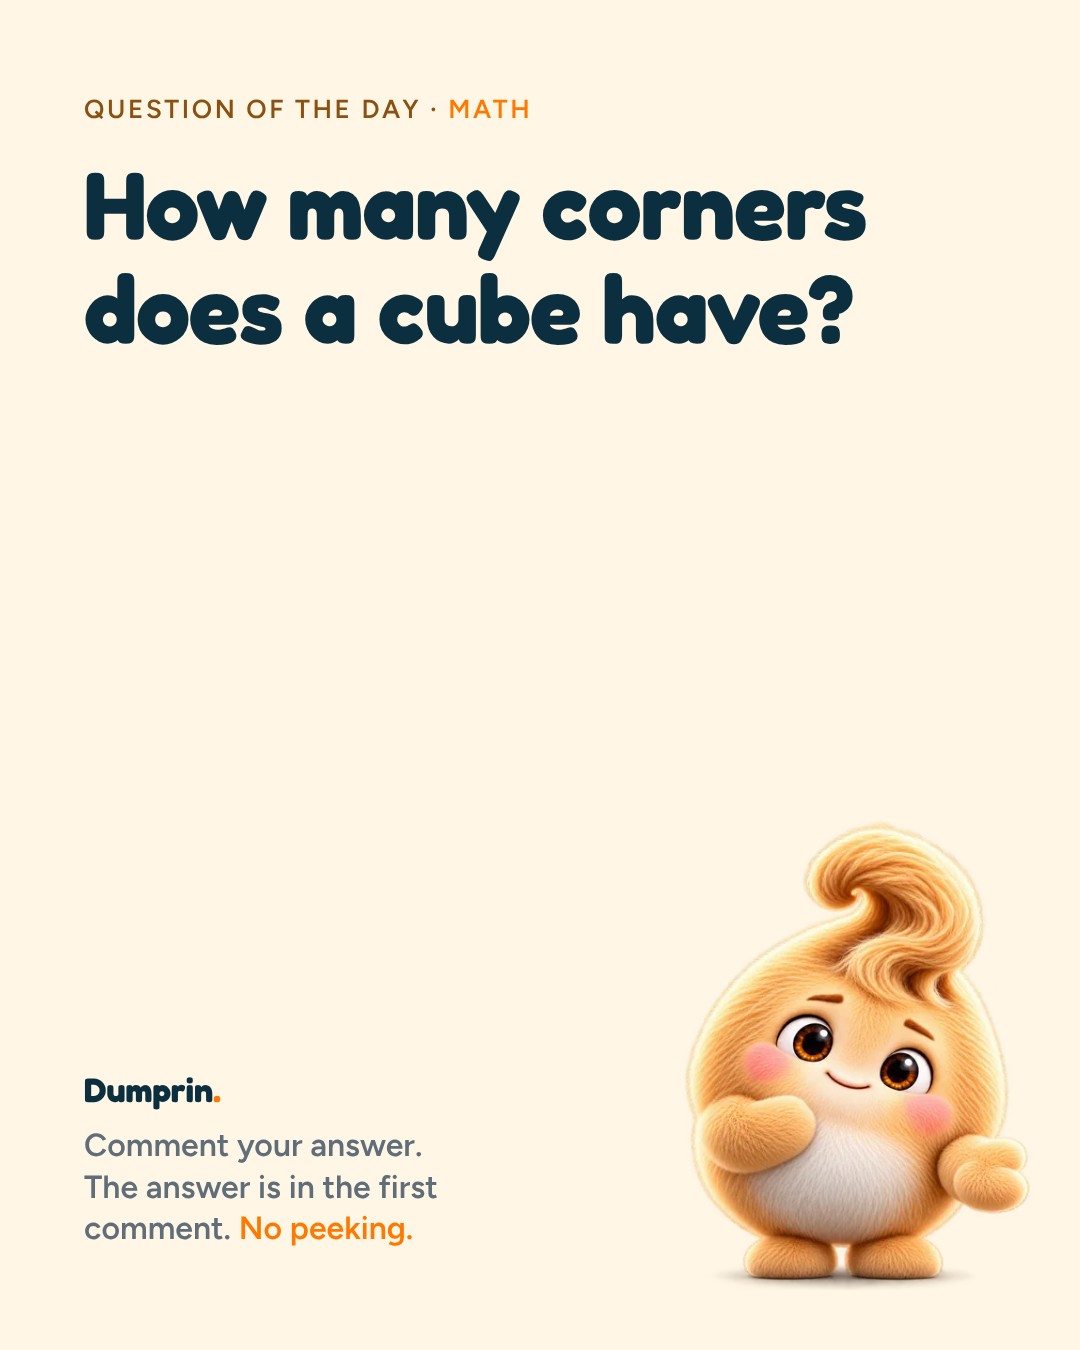 QUESTION OF THE DAY · MATH
How many corners
does a cube have?
Dumprin.
Comment your answer.
The answer is in the first
comment. No peeking.